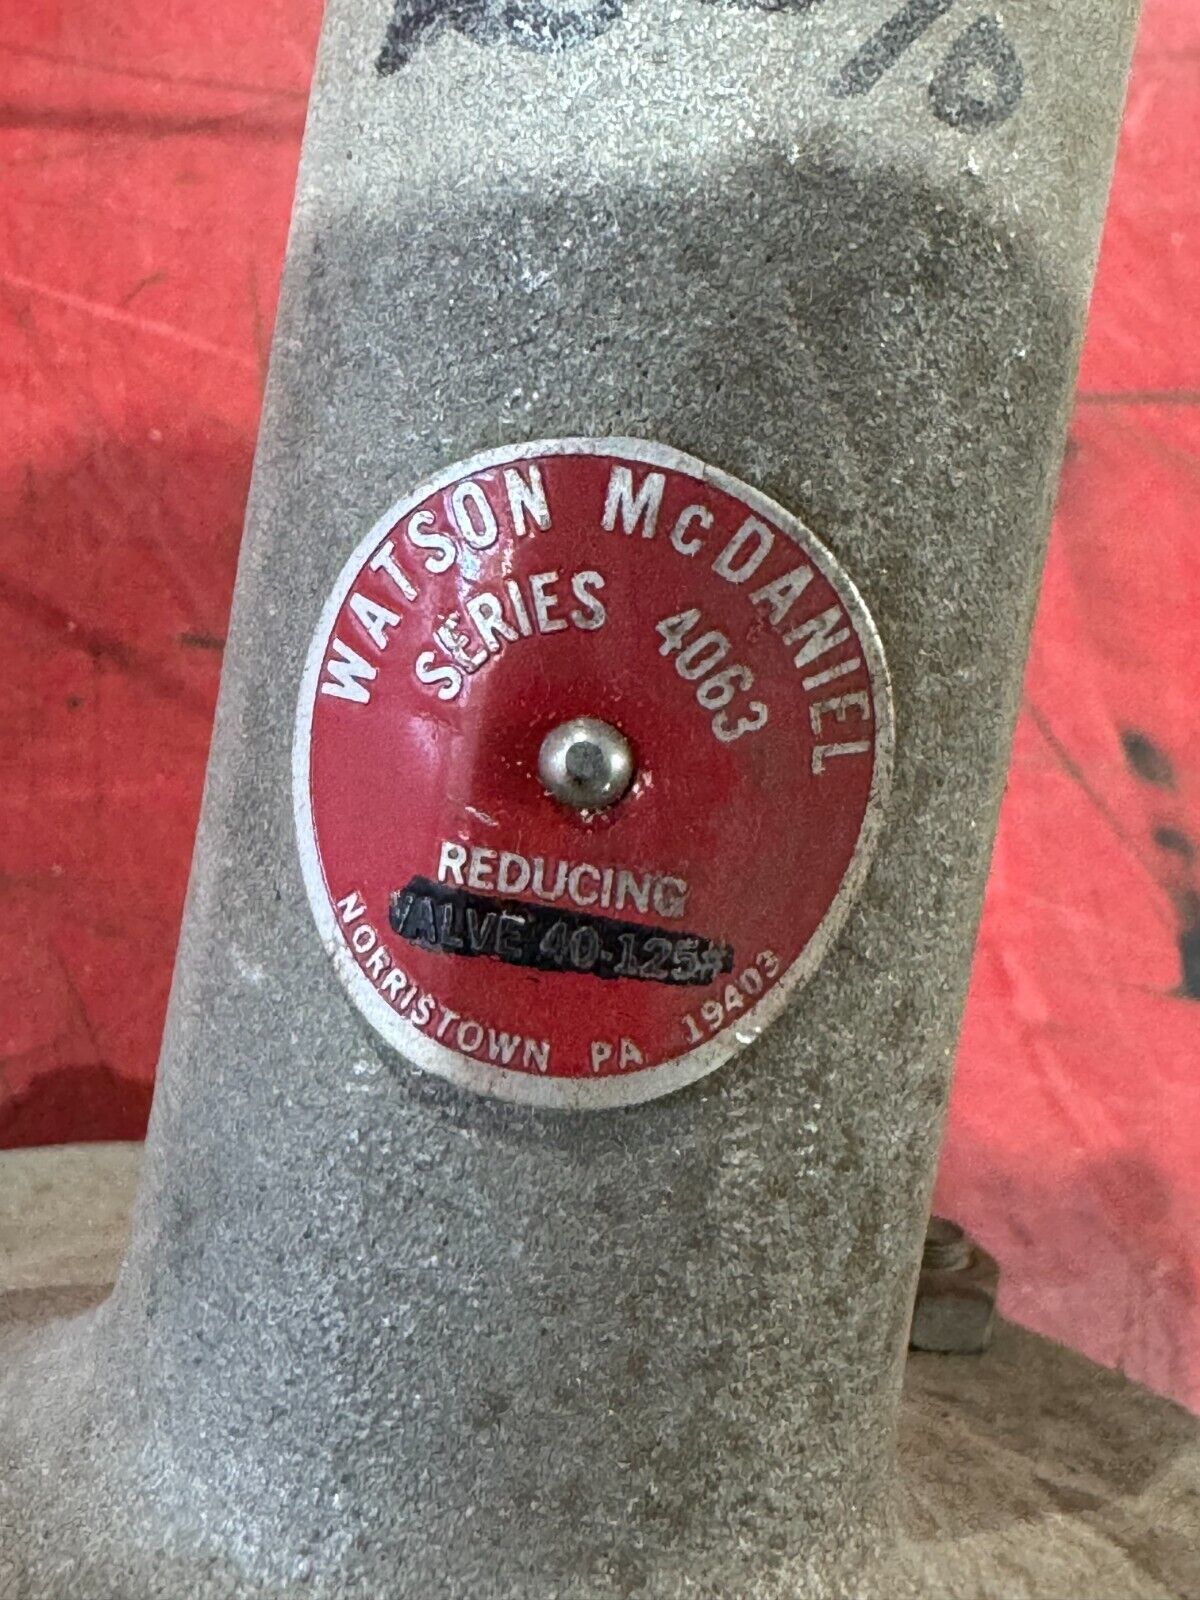 WATSON McDANIEL
SERIES 4063
REDUCING
VALVE 40-125#
NORRISTOWN PA 19403